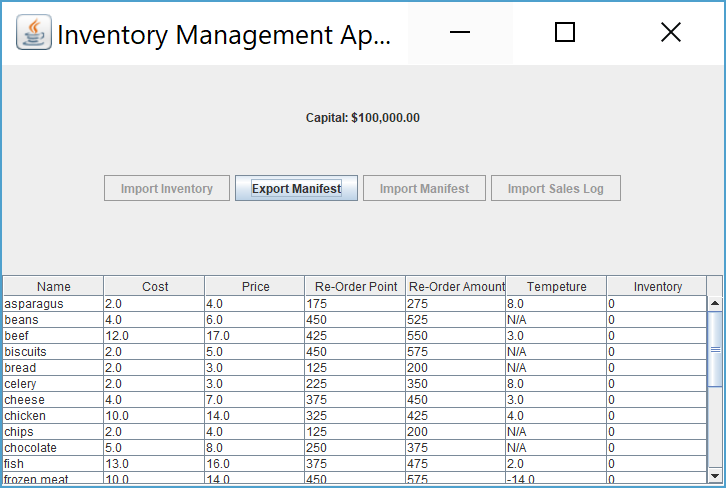 Inventory Management Ap...
Capital: $100,000.00
Import Inventory Export Manifest Import Manifest Import Sales Log
Name Cost Price Re-Order Point Re-Order Amount Tempeture Inventory
asparagus 2.0 4.0 175 275 8.0 0
beans 4.0 6.0 450 525 N/A 0
beef 12.0 17.0 425 550 3.0 0
biscuits 2.0 5.0 450 575 N/A 0
bread 2.0 3.0 125 200 N/A 0
celery 2.0 3.0 225 350 8.0 0
cheese 4.0 7.0 375 450 3.0 0
chicken 10.0 14.0 325 425 4.0 0
chips 2.0 4.0 125 200 N/A 0
chocolate 5.0 8.0 250 375 N/A 0
fish 13.0 16.0 375 475 2.0 0
frozen meat 10.0 14.0 450 575 -14.0 0